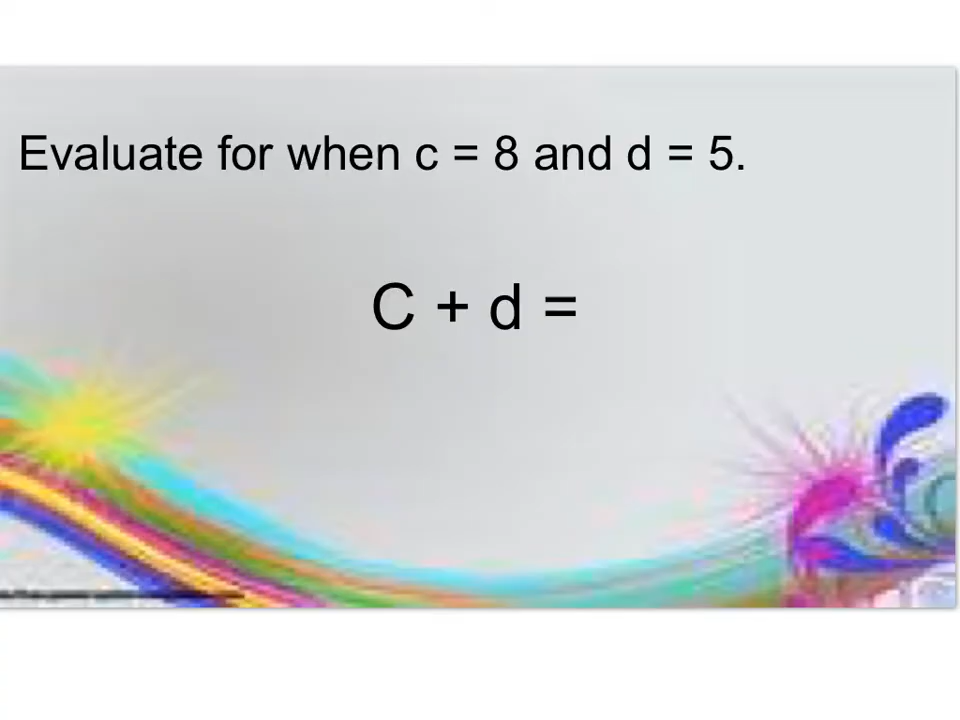 Evaluate for when c = 8 and d = 5.
C + d =